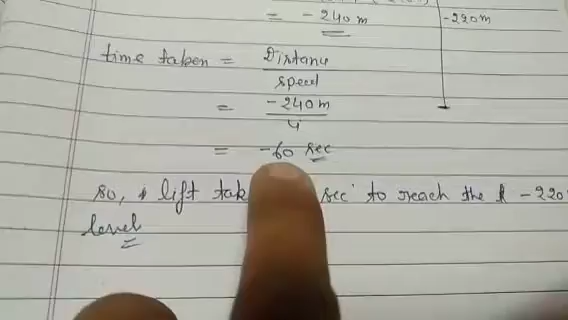 = - 240 m
-220m
time taken = Distance
speed
= - 240 m
4
= -60 sec
so, lift tak sec to reach the -220
level